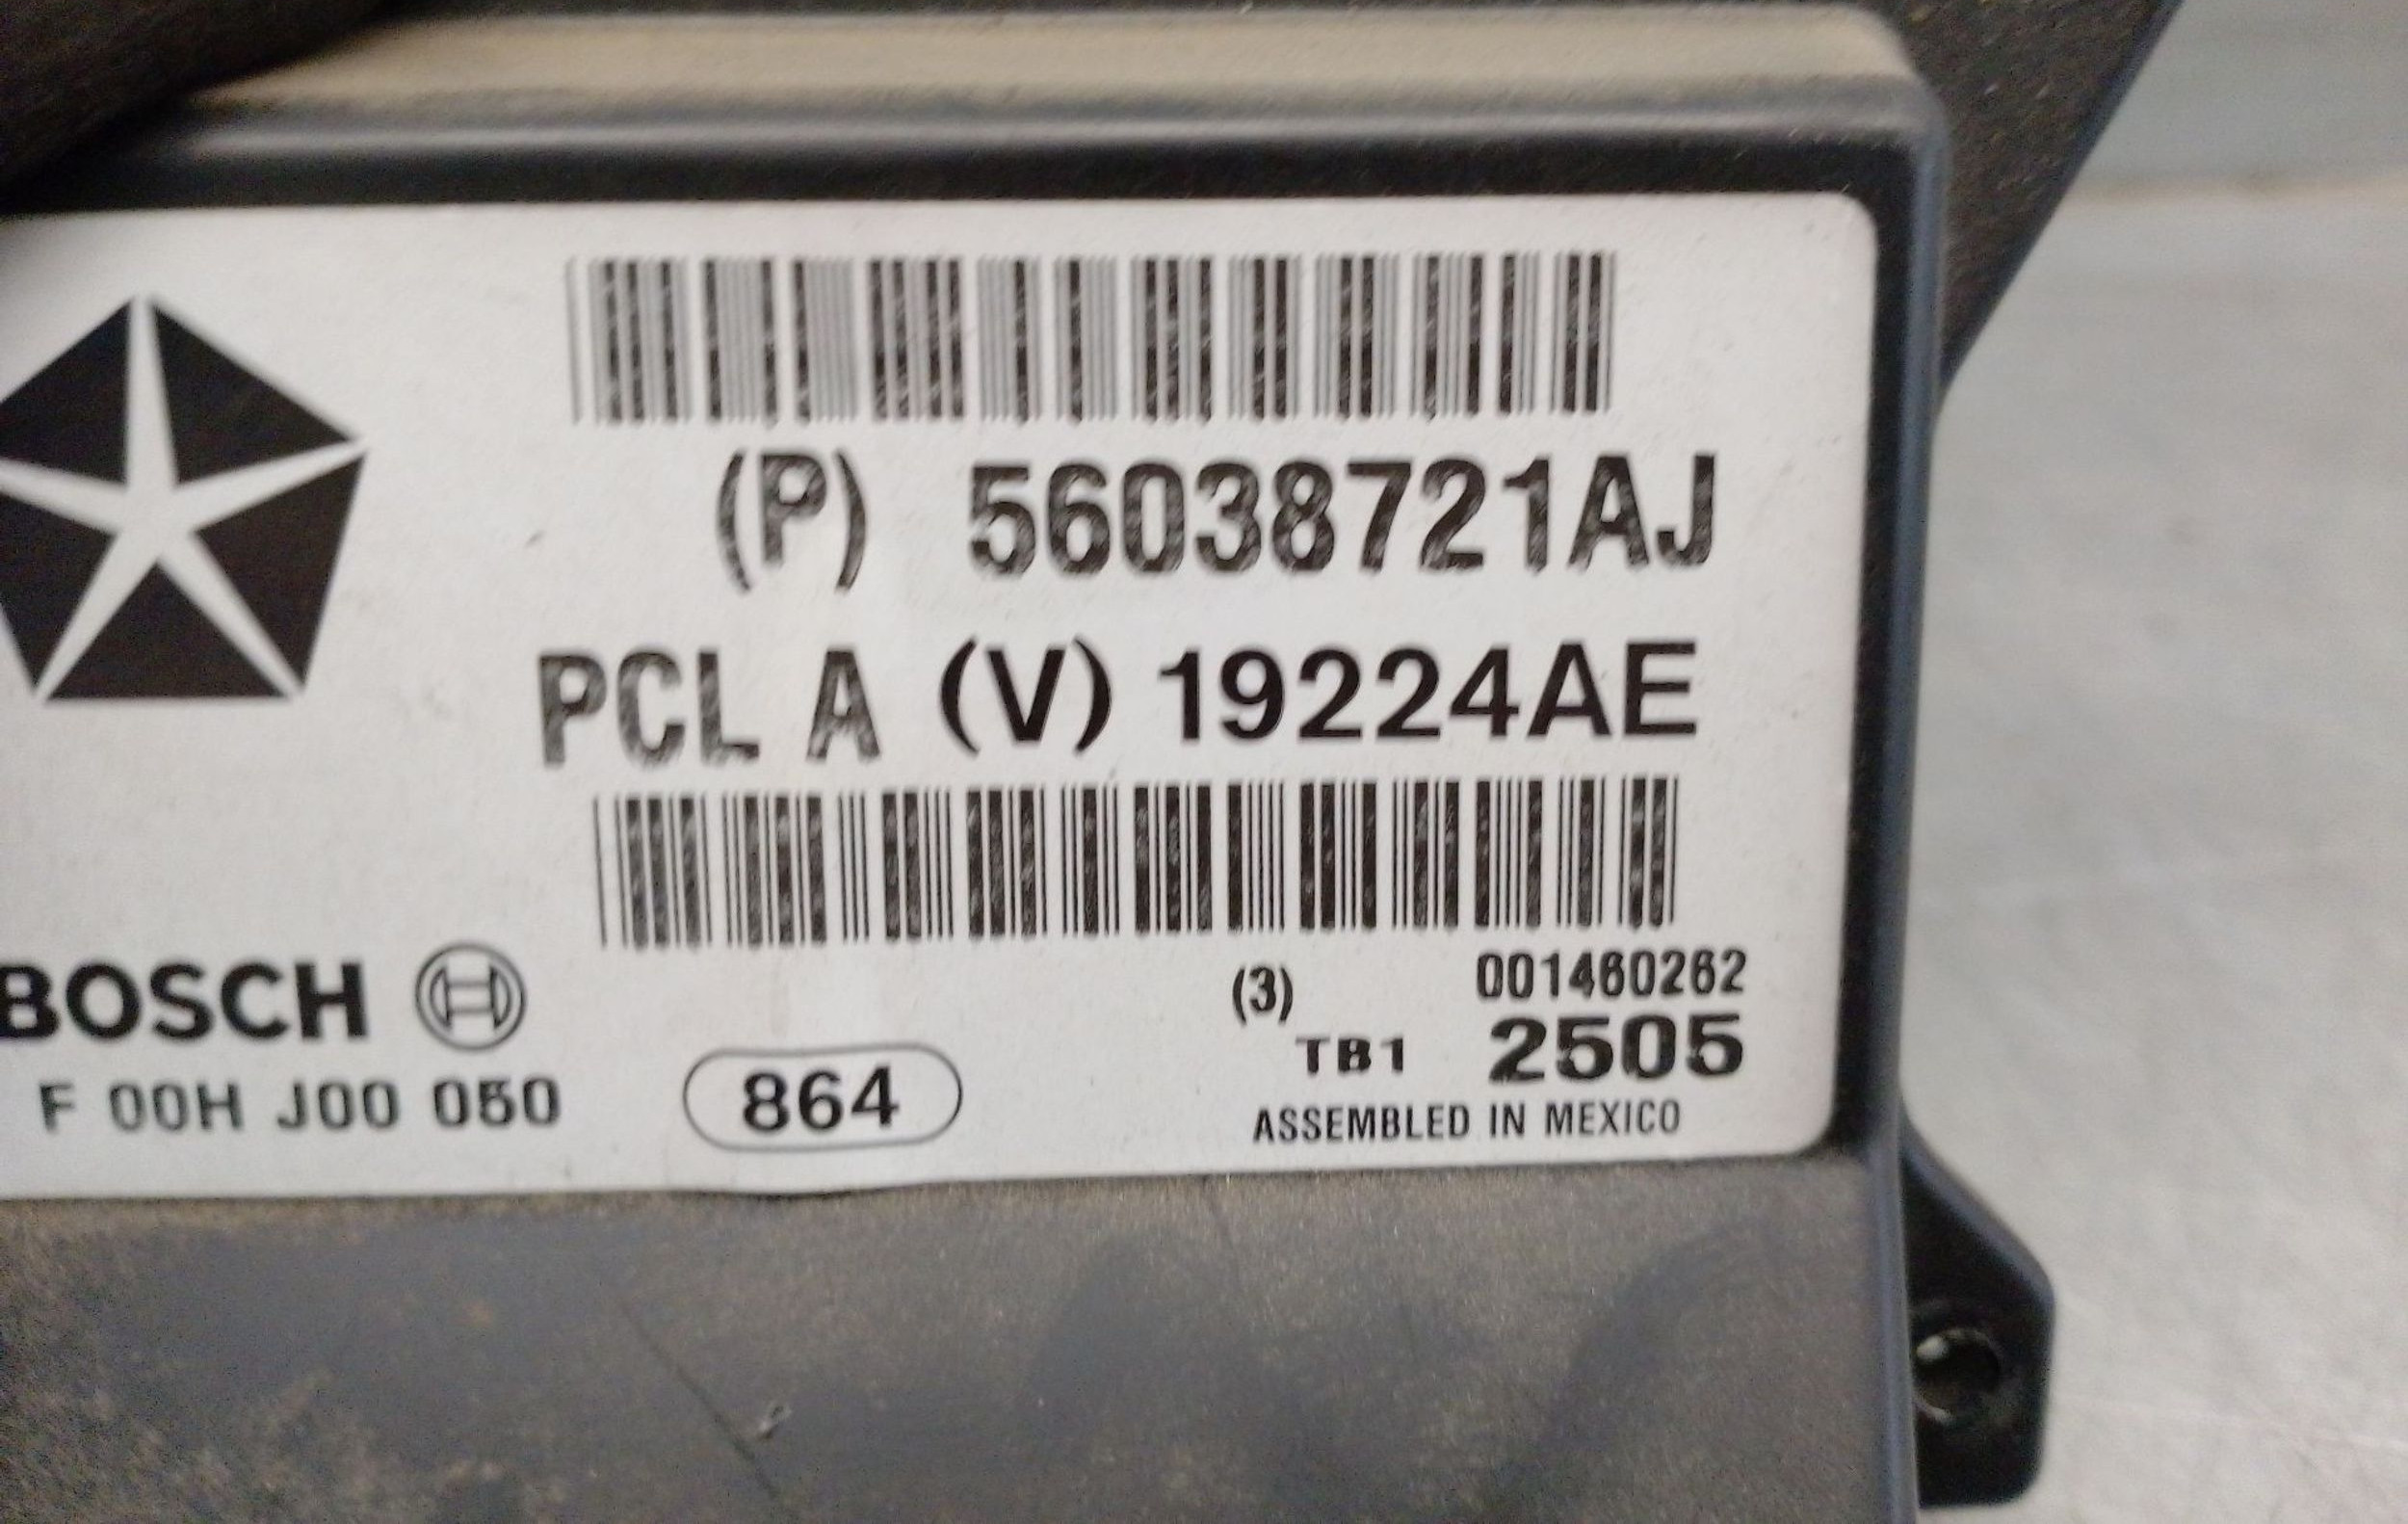 (P) 56038721AJ
PCL A (V) 19224AE
BOSCH
(3) 001460262
F 00H J00 050
864
TB1 2505
ASSEMBLED IN MEXICO